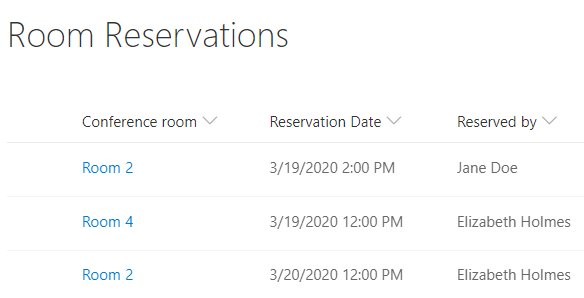 Room Reservations
Conference room Reservation Date Reserved by
Room 2 3/19/2020 2:00 PM Jane Doe
Room 4 3/19/2020 12:00 PM Elizabeth Holmes
Room 2 3/20/2020 12:00 PM Elizabeth Holmes